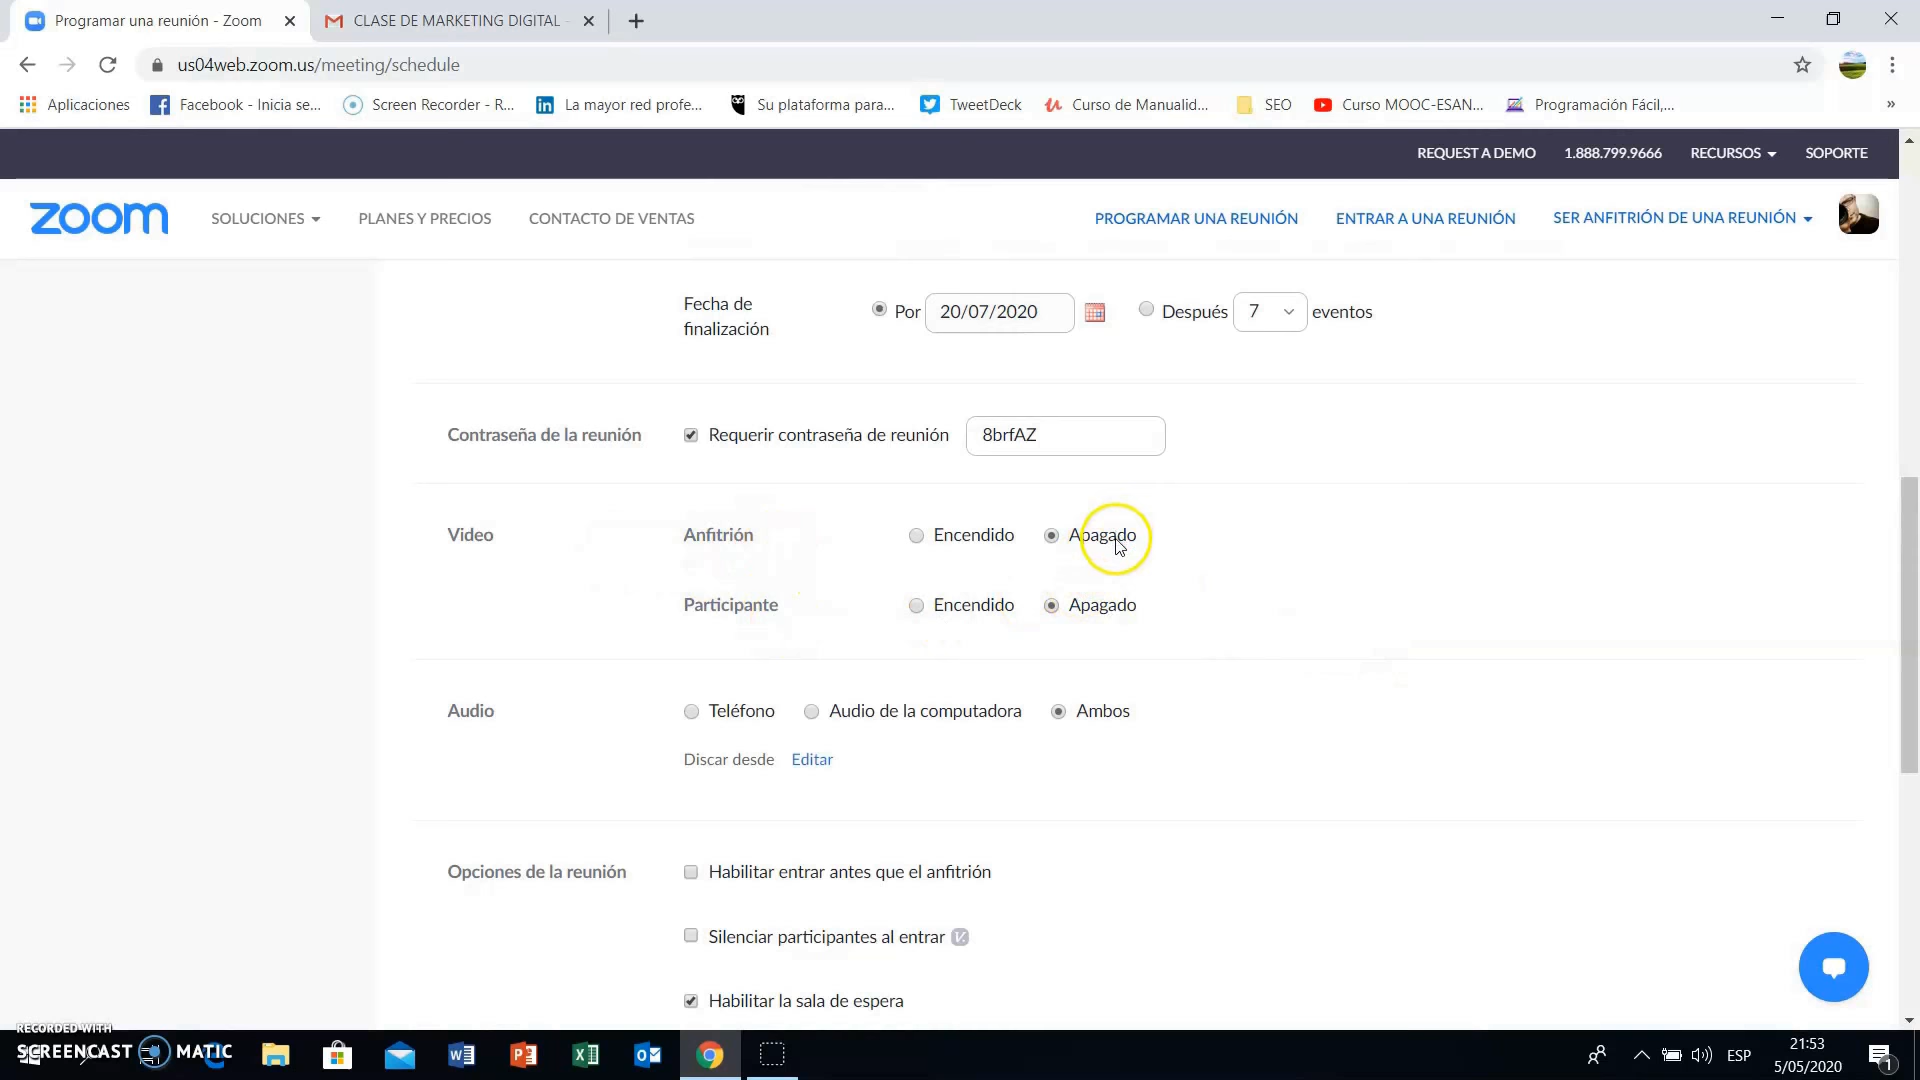 Programar una reunión - Zoom
CLASE DE MARKETING DIGITAL -
us04web.zoom.us/meeting/schedule
Aplicaciones
Facebook - Inicia se...
Screen Recorder - R...
La mayor red profe...
Su plataforma para...
TweetDeck
Curso de Manualid...
SEO
Curso MOOC-ESAN...
Programación Fácil,...
»
REQUEST A DEMO
1.888.799.9666
RECURSOS
SOPORTE
zoom
SOLUCIONES
PLANES Y PRECIOS
CONTACTO DE VENTAS
PROGRAMAR UNA REUNIÓN
ENTRAR A UNA REUNIÓN
SER ANFITRIÓN DE UNA REUNIÓN
Fecha de
finalización
Por 20/07/2020
Después 7 eventos
Contraseña de la reunión
Requerir contraseña de reunión 8brfAZ
Video
Anfitrión
Encendido
Apagado
Participante
Encendido
Apagado
Audio
Teléfono
Audio de la computadora
Ambos
Discar desde Editar
Opciones de la reunión
Habilitar entrar antes que el anfitrión
Silenciar participantes al entrar
Habilitar la sala de espera
RECORDED WITH
SCREENCAST MATIC
ESP
21:53
5/05/2020
1